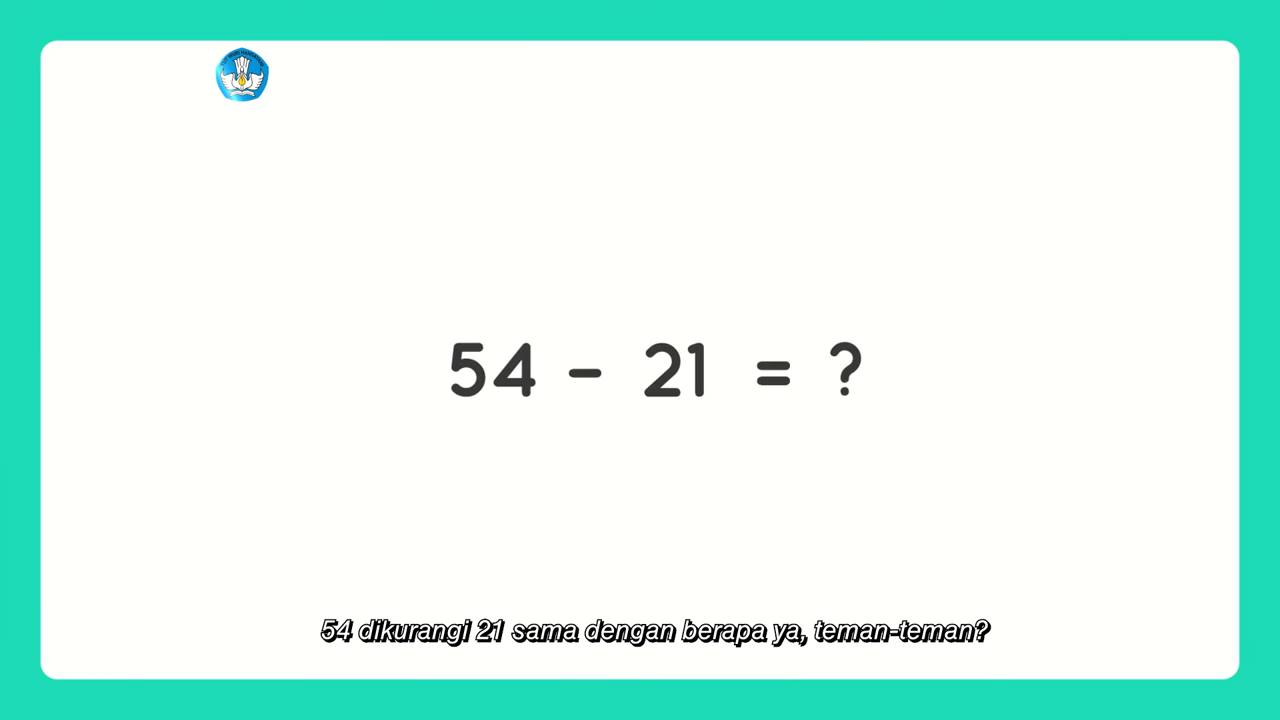 54 - 21 = ?
54 dikurangi 21 sama dengan berapa ya, teman-teman?